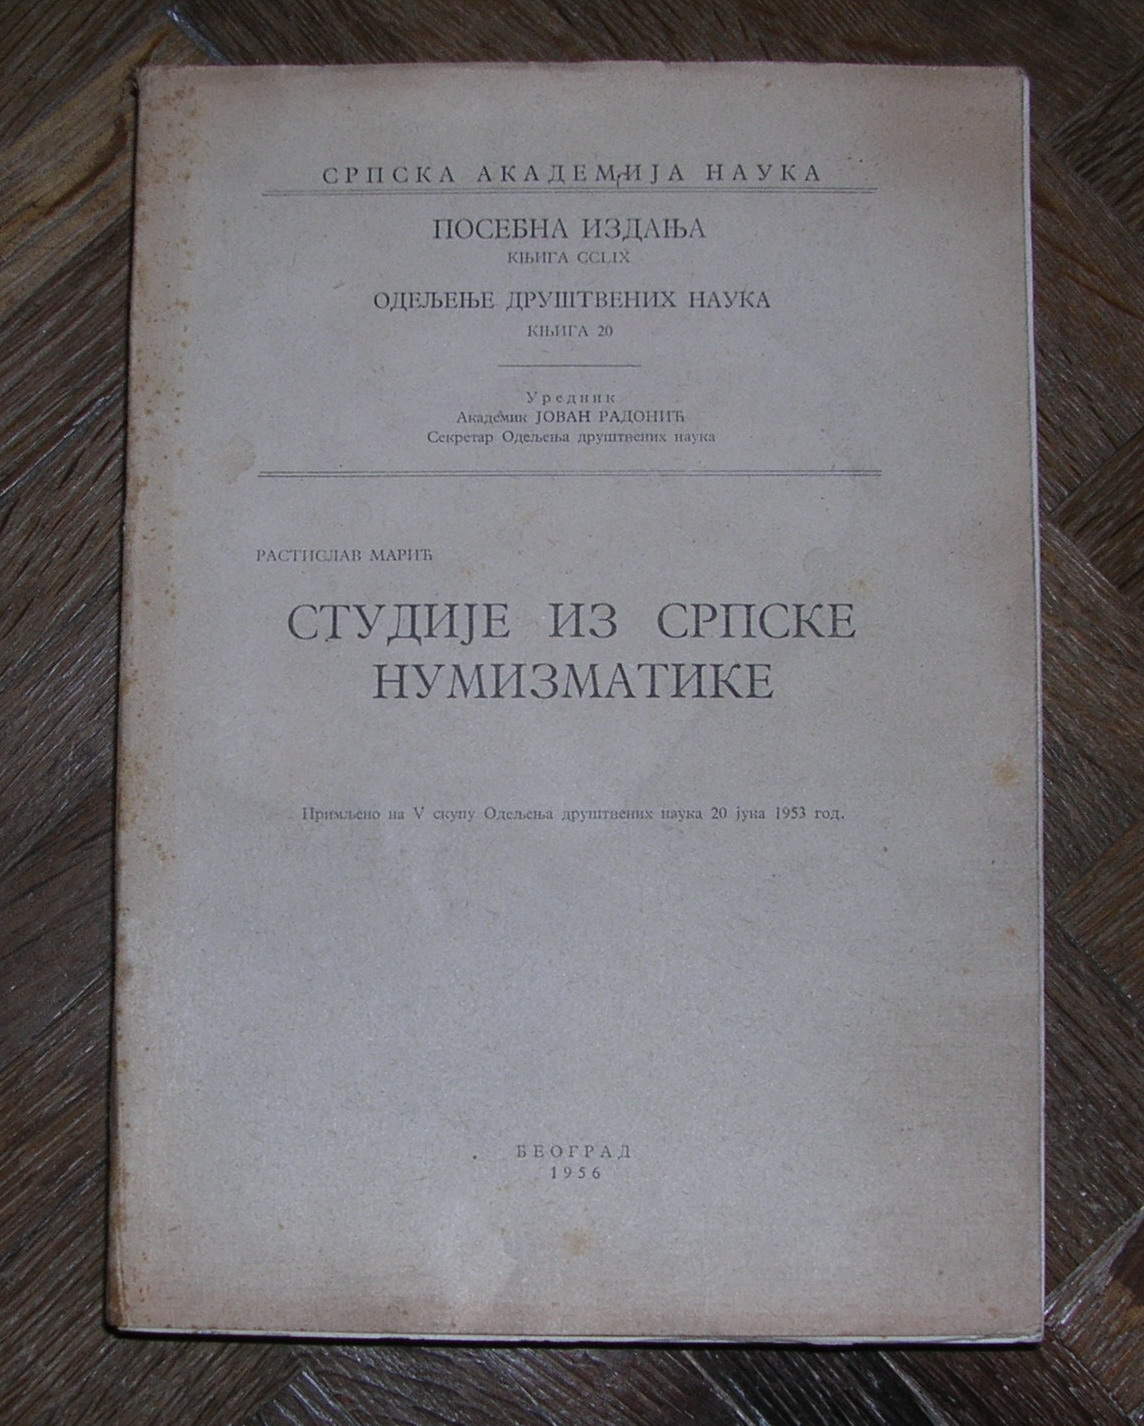 СРПСКА АКАДЕМИЈА НАУКА
ПОСЕБНА ИЗДАЊА
КЊИГА CCLIX
ОДЕЉЕЊЕ ДРУШТВЕНИХ НАУКА
КЊИГА 20
Уредник
Академик ЈОВАН РАДОНИЋ
Секретар Одељења друштвених наука
РАСТИСЛАВ МАРИЋ
СТУДИЈЕ ИЗ СРПСКЕ
НУМИЗМАТИКЕ
Примљено на V скупу Одељења друштвених наука 20 јуна 1953 год.
БЕОГРАД
1956